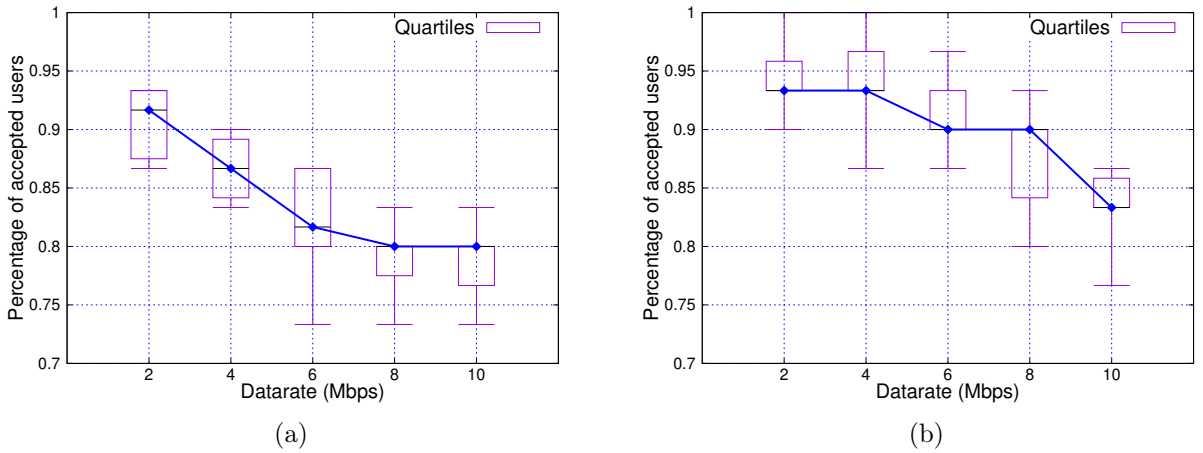 1
0.95
0.9
0.85
0.8
0.75
0.7
Percentage of accepted users
Quartiles
2 4 6 8 10
Datarate (Mbps)
(a)
1
0.95
0.9
0.85
0.8
0.75
0.7
Percentage of accepted users
Quartiles
2 4 6 8 10
Datarate (Mbps)
(b)